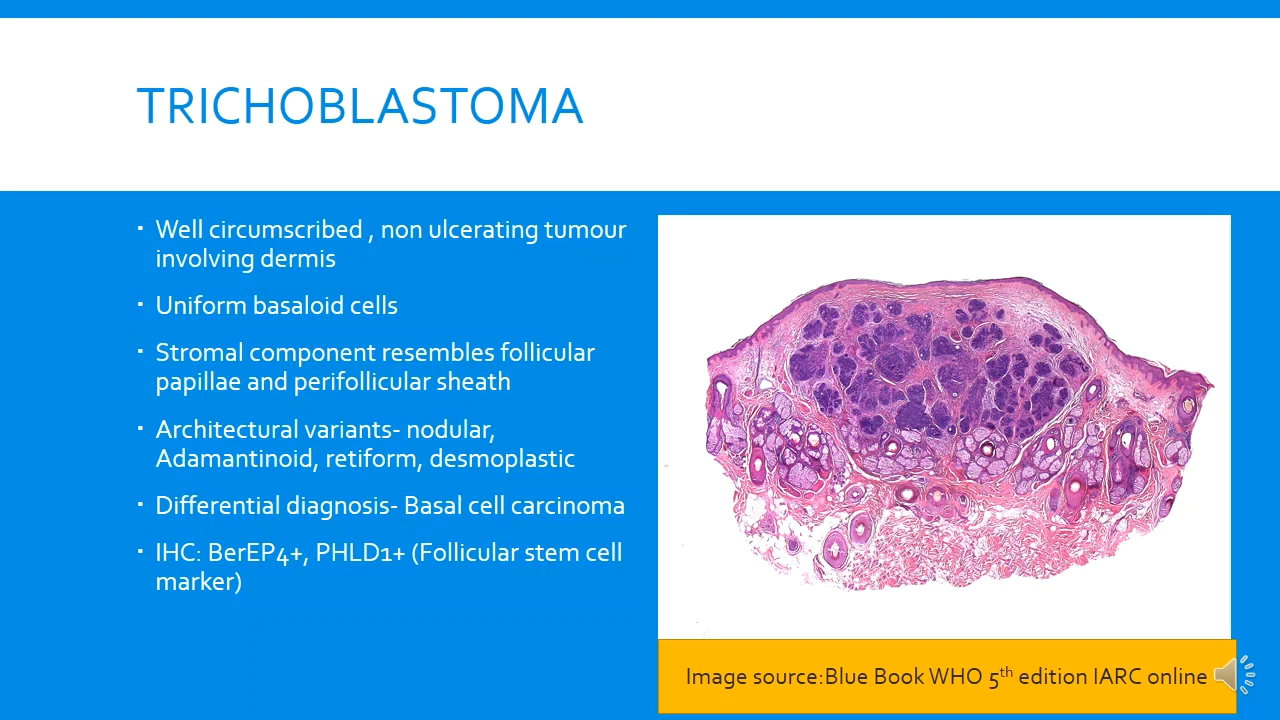 TRICHOBLASTOMA
▪ Well circumscribed , non ulcerating tumour
involving dermis
▪ Uniform basaloid cells
▪ Stromal component resembles follicular
papillae and perifollicular sheath
▪ Architectural variants- nodular,
Adamantinoid, retiform, desmoplastic
▪ Differential diagnosis- Basal cell carcinoma
▪ IHC: BerEP4+, PHLD1+ (Follicular stem cell
marker)
Image source:Blue Book WHO 5th edition IARC online